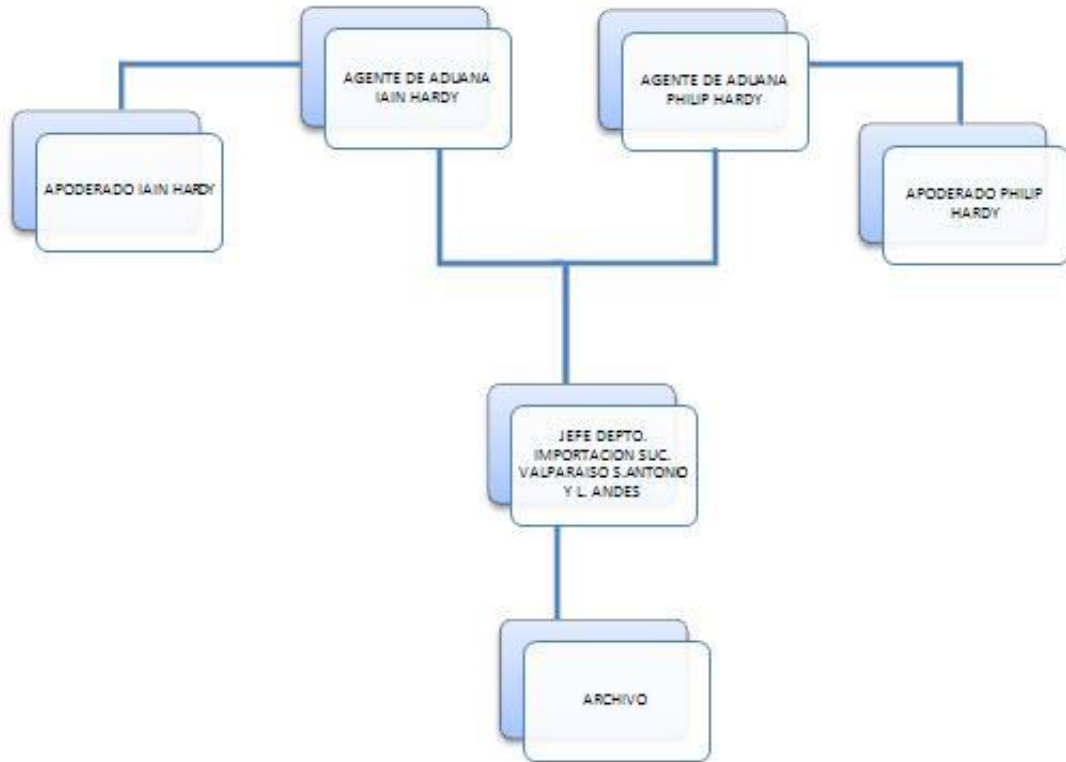 AGENTE DE ADUANA
IAIN HARDY
AGENTE DE ADUANA
PHILIP HARDY
APODERADO IAIN HARDY
APODERADO PHILIP
HARDY
JEFE DEPTO.
IMPORTACION SUC.
VALPARAISO S.ANTONIO
Y L. ANDES
ARCHIVO